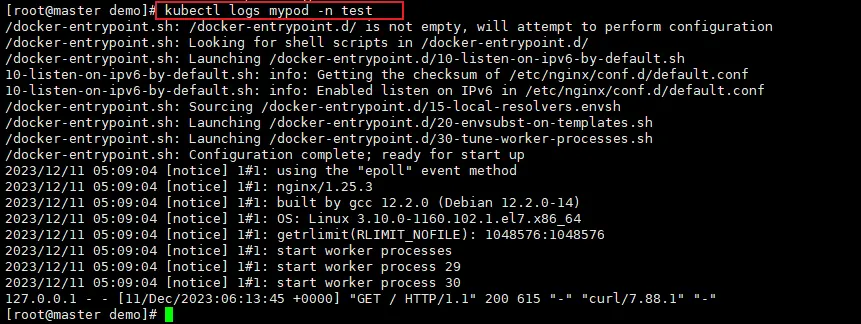 [root@master demo]# kubectl logs mypod -n test
/docker-entrypoint.sh: /docker-entrypoint.d/ is not empty, will attempt to perform configuration
/docker-entrypoint.sh: Looking for shell scripts in /docker-entrypoint.d/
/docker-entrypoint.sh: Launching /docker-entrypoint.d/10-listen-on-ipv6-by-default.sh
10-listen-on-ipv6-by-default.sh: info: Getting the checksum of /etc/nginx/conf.d/default.conf
10-listen-on-ipv6-by-default.sh: info: Enabled listen on IPv6 in /etc/nginx/conf.d/default.conf
/docker-entrypoint.sh: Sourcing /docker-entrypoint.d/15-local-resolvers.envsh
/docker-entrypoint.sh: Launching /docker-entrypoint.d/20-envsubst-on-templates.sh
/docker-entrypoint.sh: Launching /docker-entrypoint.d/30-tune-worker-processes.sh
/docker-entrypoint.sh: Configuration complete; ready for start up
2023/12/11 05:09:04 [notice] 1#1: using the "epoll" event method
2023/12/11 05:09:04 [notice] 1#1: nginx/1.25.3
2023/12/11 05:09:04 [notice] 1#1: built by gcc 12.2.0 (Debian 12.2.0-14)
2023/12/11 05:09:04 [notice] 1#1: OS: Linux 3.10.0-1160.102.1.el7.x86_64
2023/12/11 05:09:04 [notice] 1#1: getrlimit(RLIMIT_NOFILE): 1048576:1048576
2023/12/11 05:09:04 [notice] 1#1: start worker processes
2023/12/11 05:09:04 [notice] 1#1: start worker process 29
2023/12/11 05:09:04 [notice] 1#1: start worker process 30
127.0.0.1 - - [11/Dec/2023:06:13:45 +0000] "GET / HTTP/1.1" 200 615 "-" "curl/7.88.1" "-"
[root@master demo]#